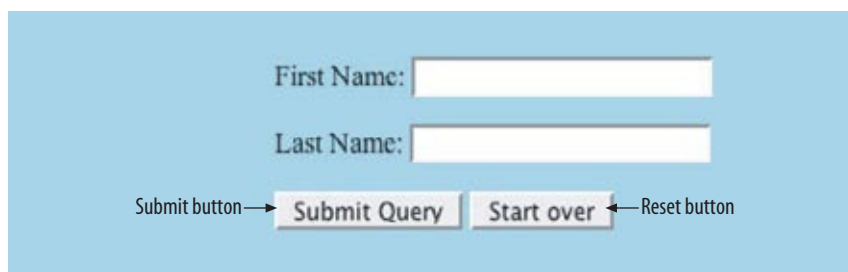 First Name:
Last Name:
Submit button Submit Query Start over Reset button